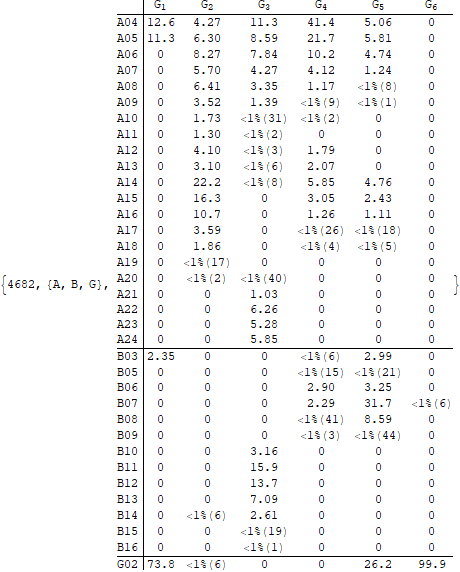 G1 G2 G3 G4 G5 G6
A04 12.6 4.27 11.3 41.4 5.06 0
A05 11.3 6.30 8.59 21.7 5.81 0
A06 0 8.27 7.84 10.2 4.74 0
A07 0 5.70 4.27 4.12 1.24 0
A08 0 6.41 3.35 1.17 <1%(8) 0
A09 0 3.52 1.39 <1%(9) <1%(1) 0
A10 0 1.73 <1%(31) <1%(2) 0 0
A11 0 1.30 <1%(2) 0 0 0
A12 0 4.10 <1%(3) 1.79 0 0
A13 0 3.10 <1%(6) 2.07 0 0
A14 0 22.2 <1%(8) 5.85 4.76 0
A15 0 16.3 0 3.05 2.43 0
A16 0 10.7 0 1.26 1.11 0
A17 0 3.59 0 <1%(26) <1%(18) 0
A18 0 1.86 0 <1%(4) <1%(5) 0
A19 0 <1%(17) 0 0 0 0
{4682, {A, B, G}, A20 0 <1%(2) <1%(40) 0 0 0 }
A21 0 0 1.03 0 0 0
A22 0 0 6.26 0 0 0
A23 0 0 5.28 0 0 0
A24 0 0 5.85 0 0 0
B03 2.35 0 0 <1%(6) 2.99 0
B05 0 0 0 <1%(15) <1%(21) 0
B06 0 0 0 2.90 3.25 0
B07 0 0 0 2.29 31.7 <1%(6)
B08 0 0 0 <1%(41) 8.59 0
B09 0 0 0 <1%(3) <1%(44) 0
B10 0 0 3.16 0 0 0
B11 0 0 15.9 0 0 0
B12 0 0 13.7 0 0 0
B13 0 0 7.09 0 0 0
B14 0 <1%(6) 2.61 0 0 0
B15 0 0 <1%(19) 0 0 0
B16 0 0 <1%(1) 0 0 0
G02 73.8 <1%(6) 0 0 26.2 99.9